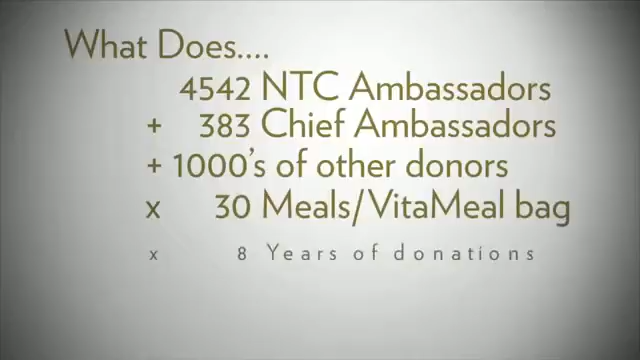 What Does....
4542 NTC Ambassadors
+ 383 Chief Ambassadors
+ 1000's of other donors
x 30 Meals/VitaMeal bag
x 8 Years of donations